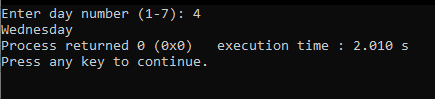 Enter day number (1-7): 4
Wednesday
Process returned 0 (0x0)   execution time : 2.010 s
Press any key to continue.